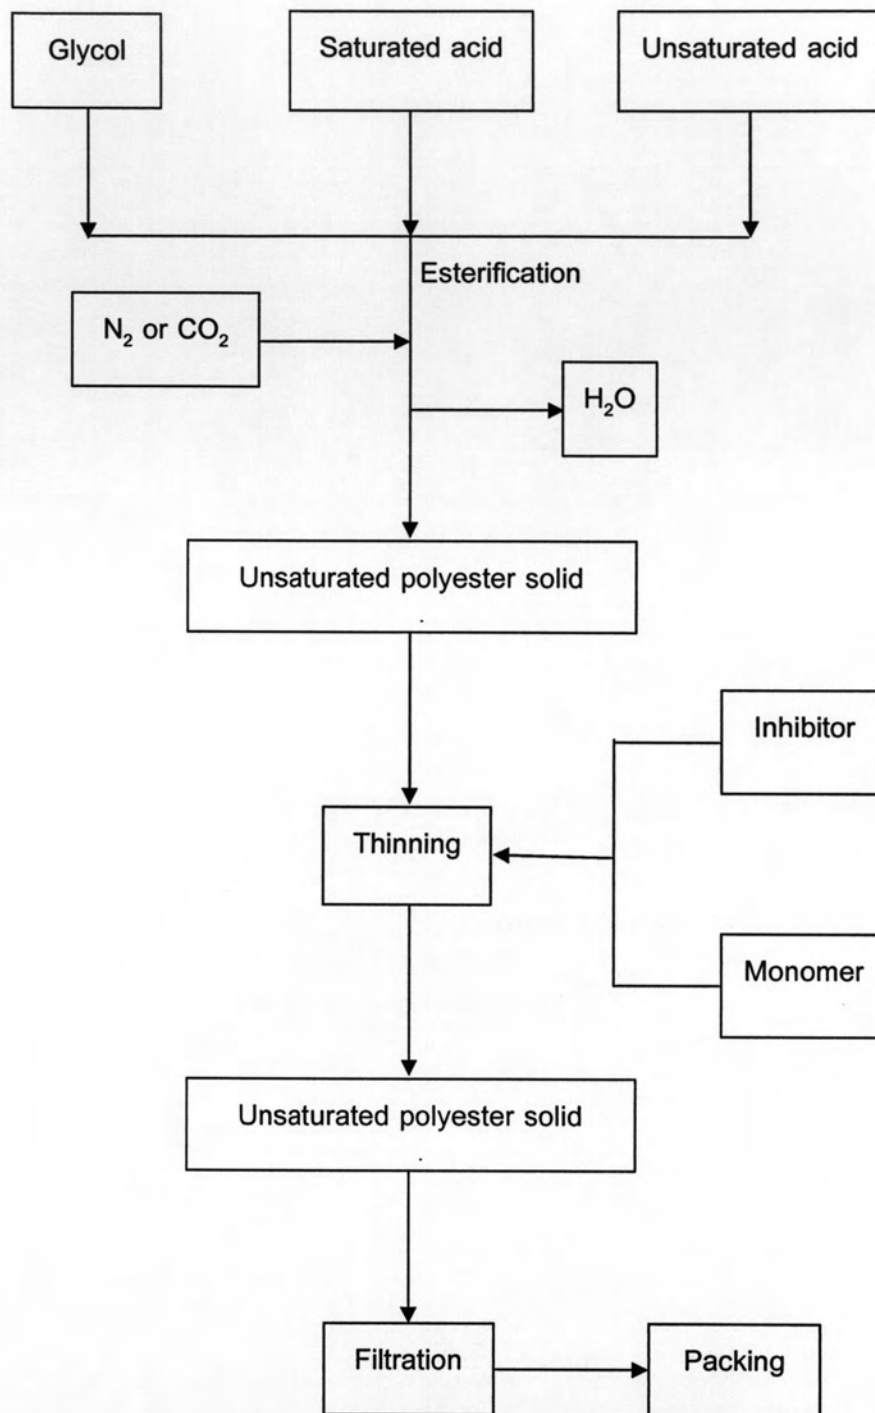 Glycol
Saturated acid
Unsaturated acid
Esterification
N₂ or CO₂
H₂O
Unsaturated polyester solid
Inhibitor
Thinning
Monomer
Unsaturated polyester solid
Filtration
Packing